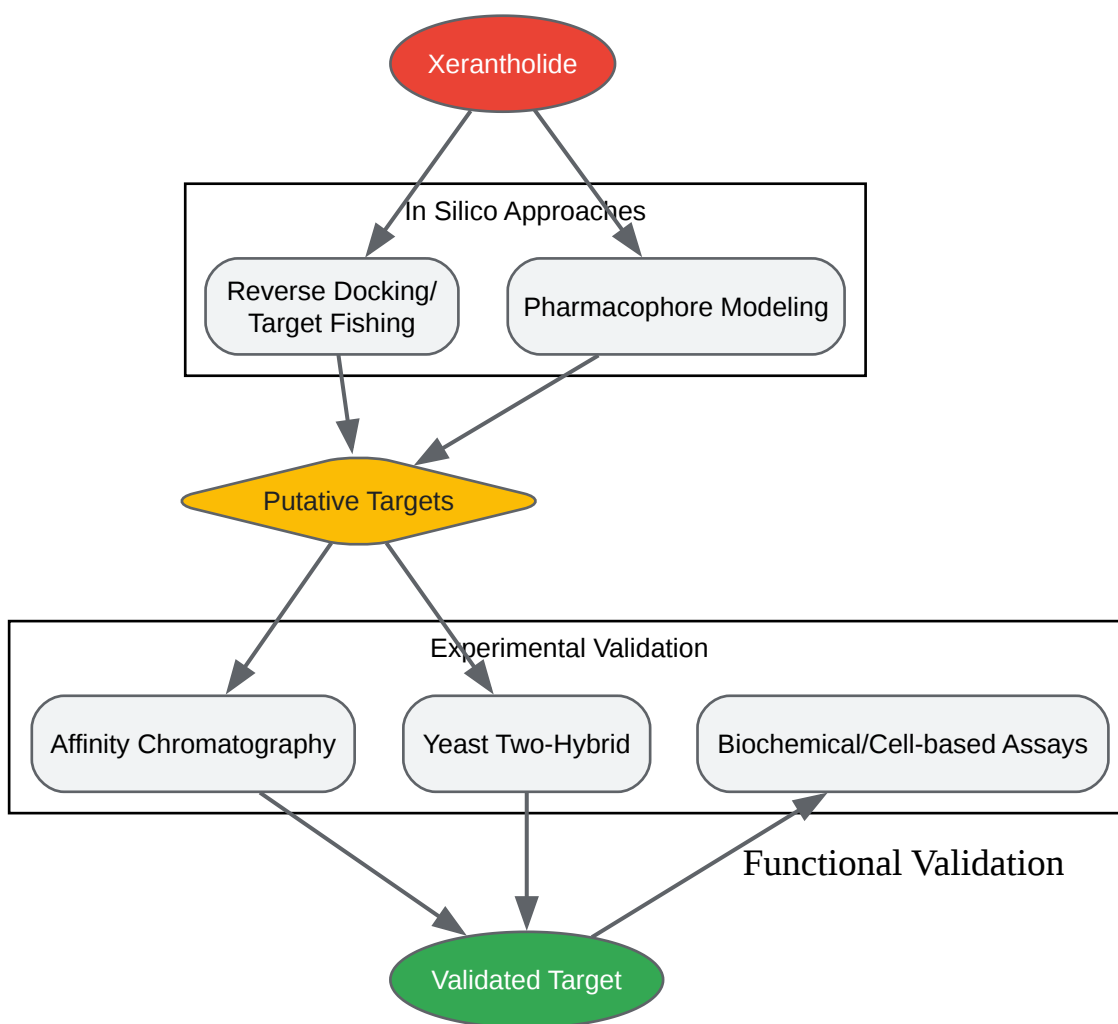 Xerantholide
In Silico Approaches
Reverse Docking/
Target Fishing
Pharmacophore Modeling
Putative Targets
Experimental Validation
Affinity Chromatography
Yeast Two-Hybrid
Biochemical/Cell-based Assays
Functional Validation
Validated Target